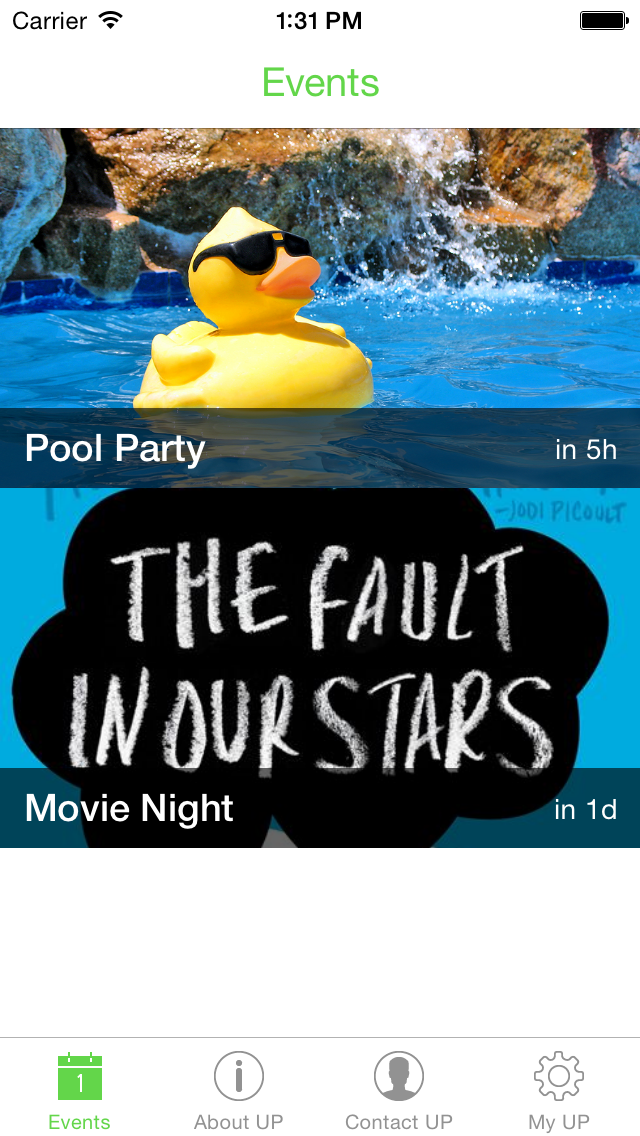 Carrier 1:31 PM
Events
Pool Party in 5h
-JODI PICOULT
THE FAULT
IN OUR STARS
Movie Night in 1d
1
Events About UP Contact UP My UP